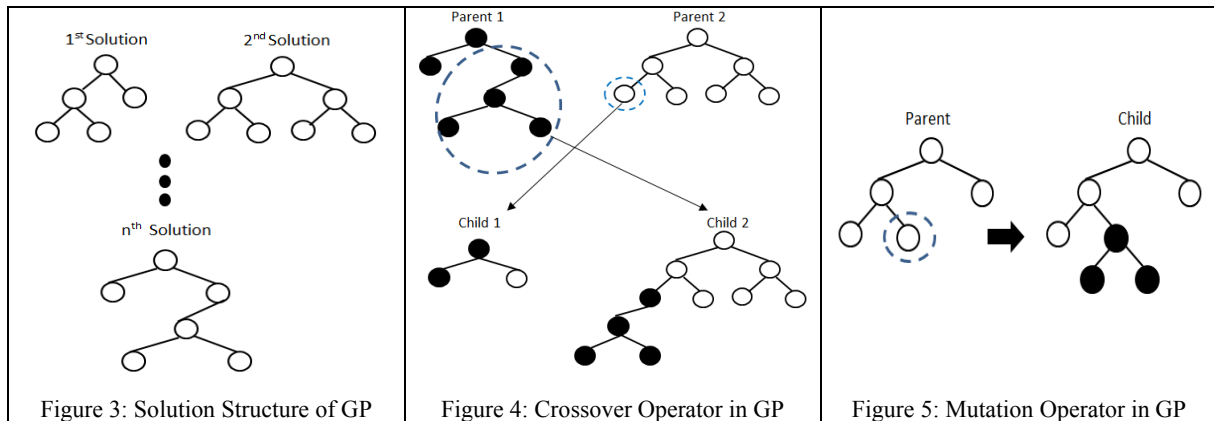 1st Solution
2nd Solution
nth Solution
Figure 3: Solution Structure of GP
Parent 1
Parent 2
Child 1
Child 2
Figure 4: Crossover Operator in GP
Parent
Child
Figure 5: Mutation Operator in GP